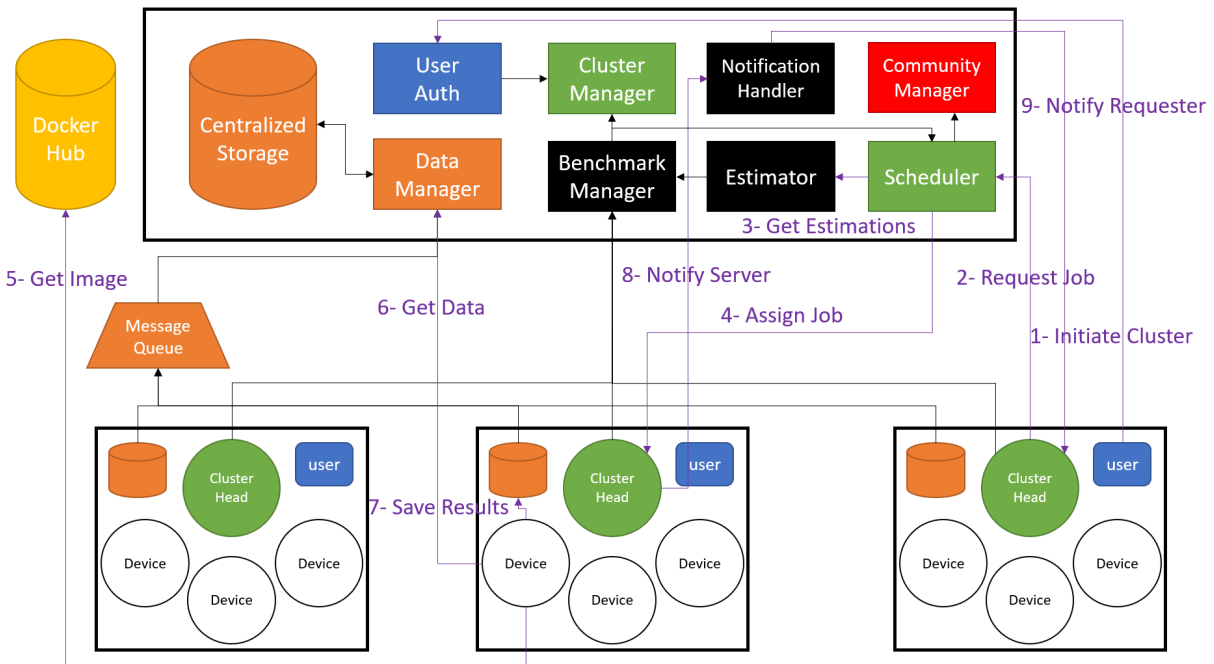 User
Auth
Cluster
Manager
Notification
Handler
Community
Manager
9- Notify Requester
Docker
Hub
Centralized
Storage
Data
Manager
Benchmark
Manager
Estimator
Scheduler
3- Get Estimations
5- Get Image
8- Notify Server
2- Request Job
6- Get Data
4- Assign Job
Message
Queue
1- Initiate Cluster
Cluster
Head
user
Device
Device
Device
7- Save Results
Cluster
Head
user
Device
Device
Device
Cluster
Head
user
Device
Device
Device